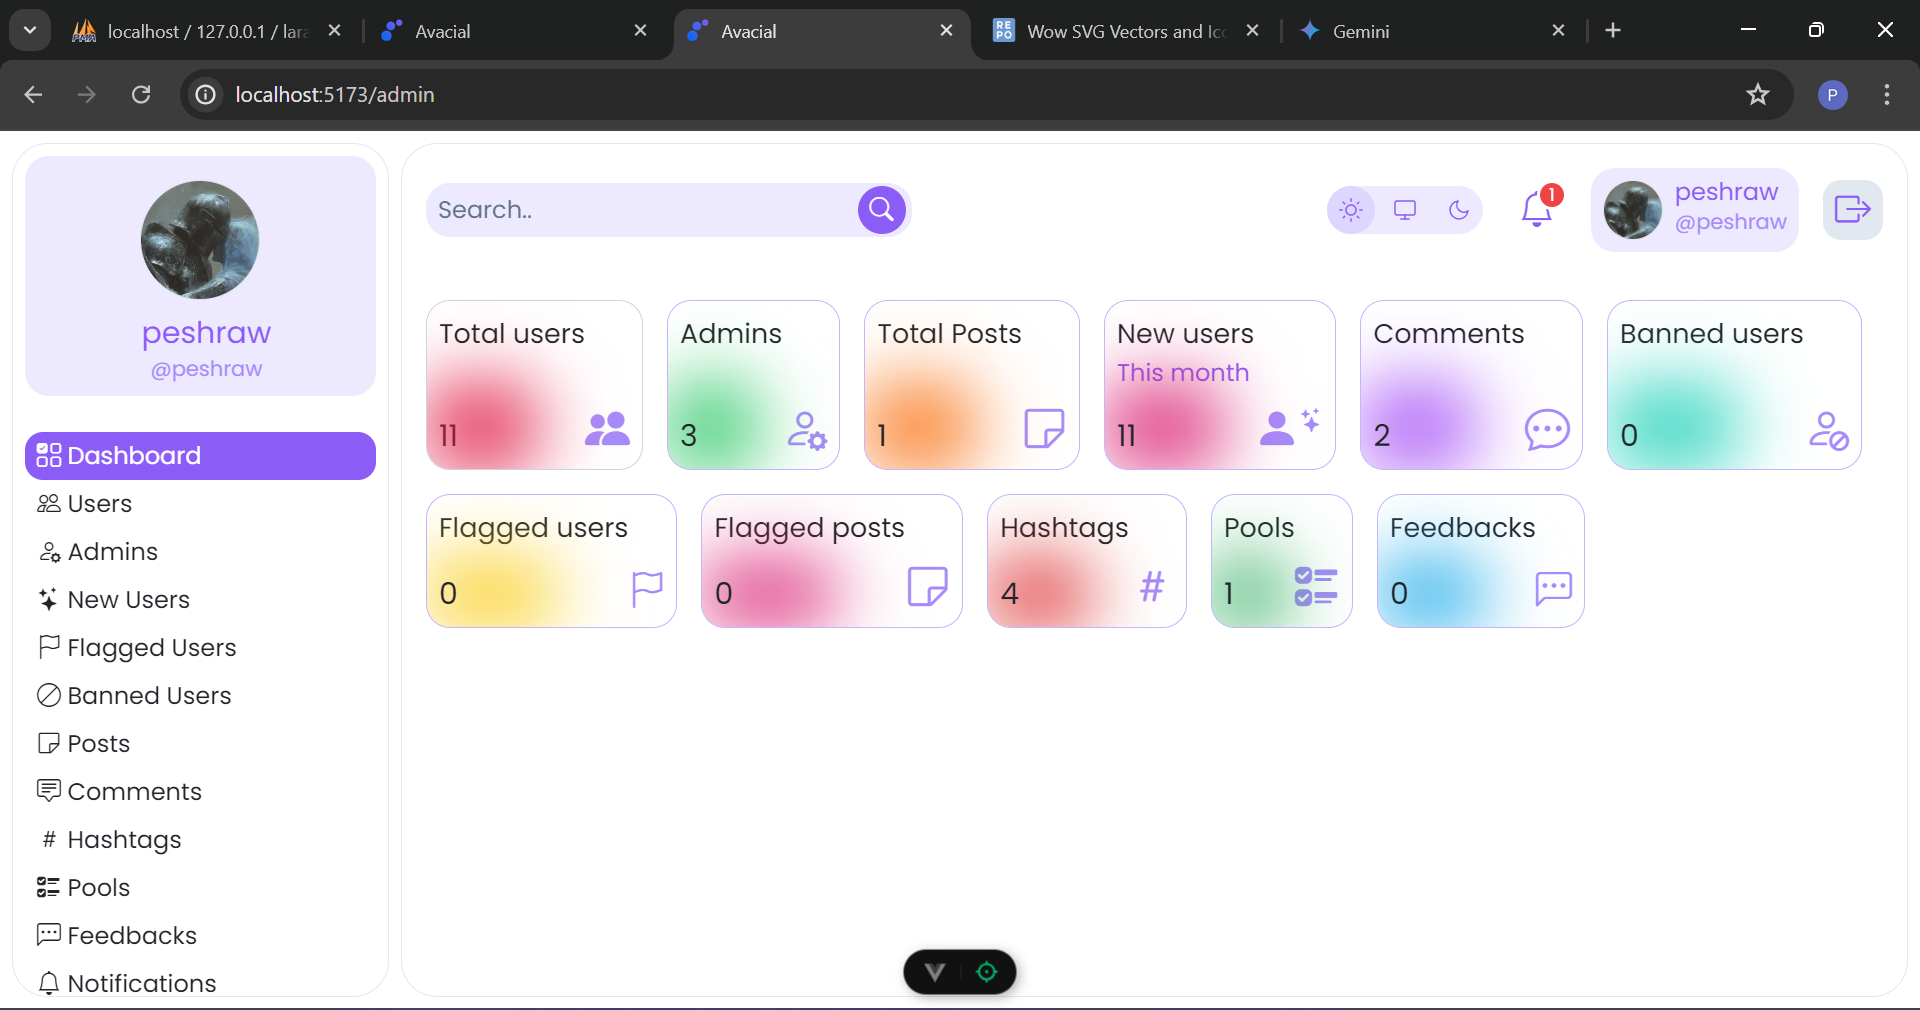 localhost / 127.0.0.1 / lara
Avacial
Avacial
Wow SVG Vectors and Ico
Gemini
localhost:5173/admin
P
peshraw
@peshraw
Dashboard
Users
Admins
New Users
Flagged Users
Banned Users
Posts
Comments
# Hashtags
Pools
Feedbacks
Notifications
Search..
1
peshraw
@peshraw
Total users
11
Admins
3
Total Posts
1
New users
This month
11
Comments
2
Banned users
0
Flagged users
0
Flagged posts
0
Hashtags
4 #
Pools
1
Feedbacks
0